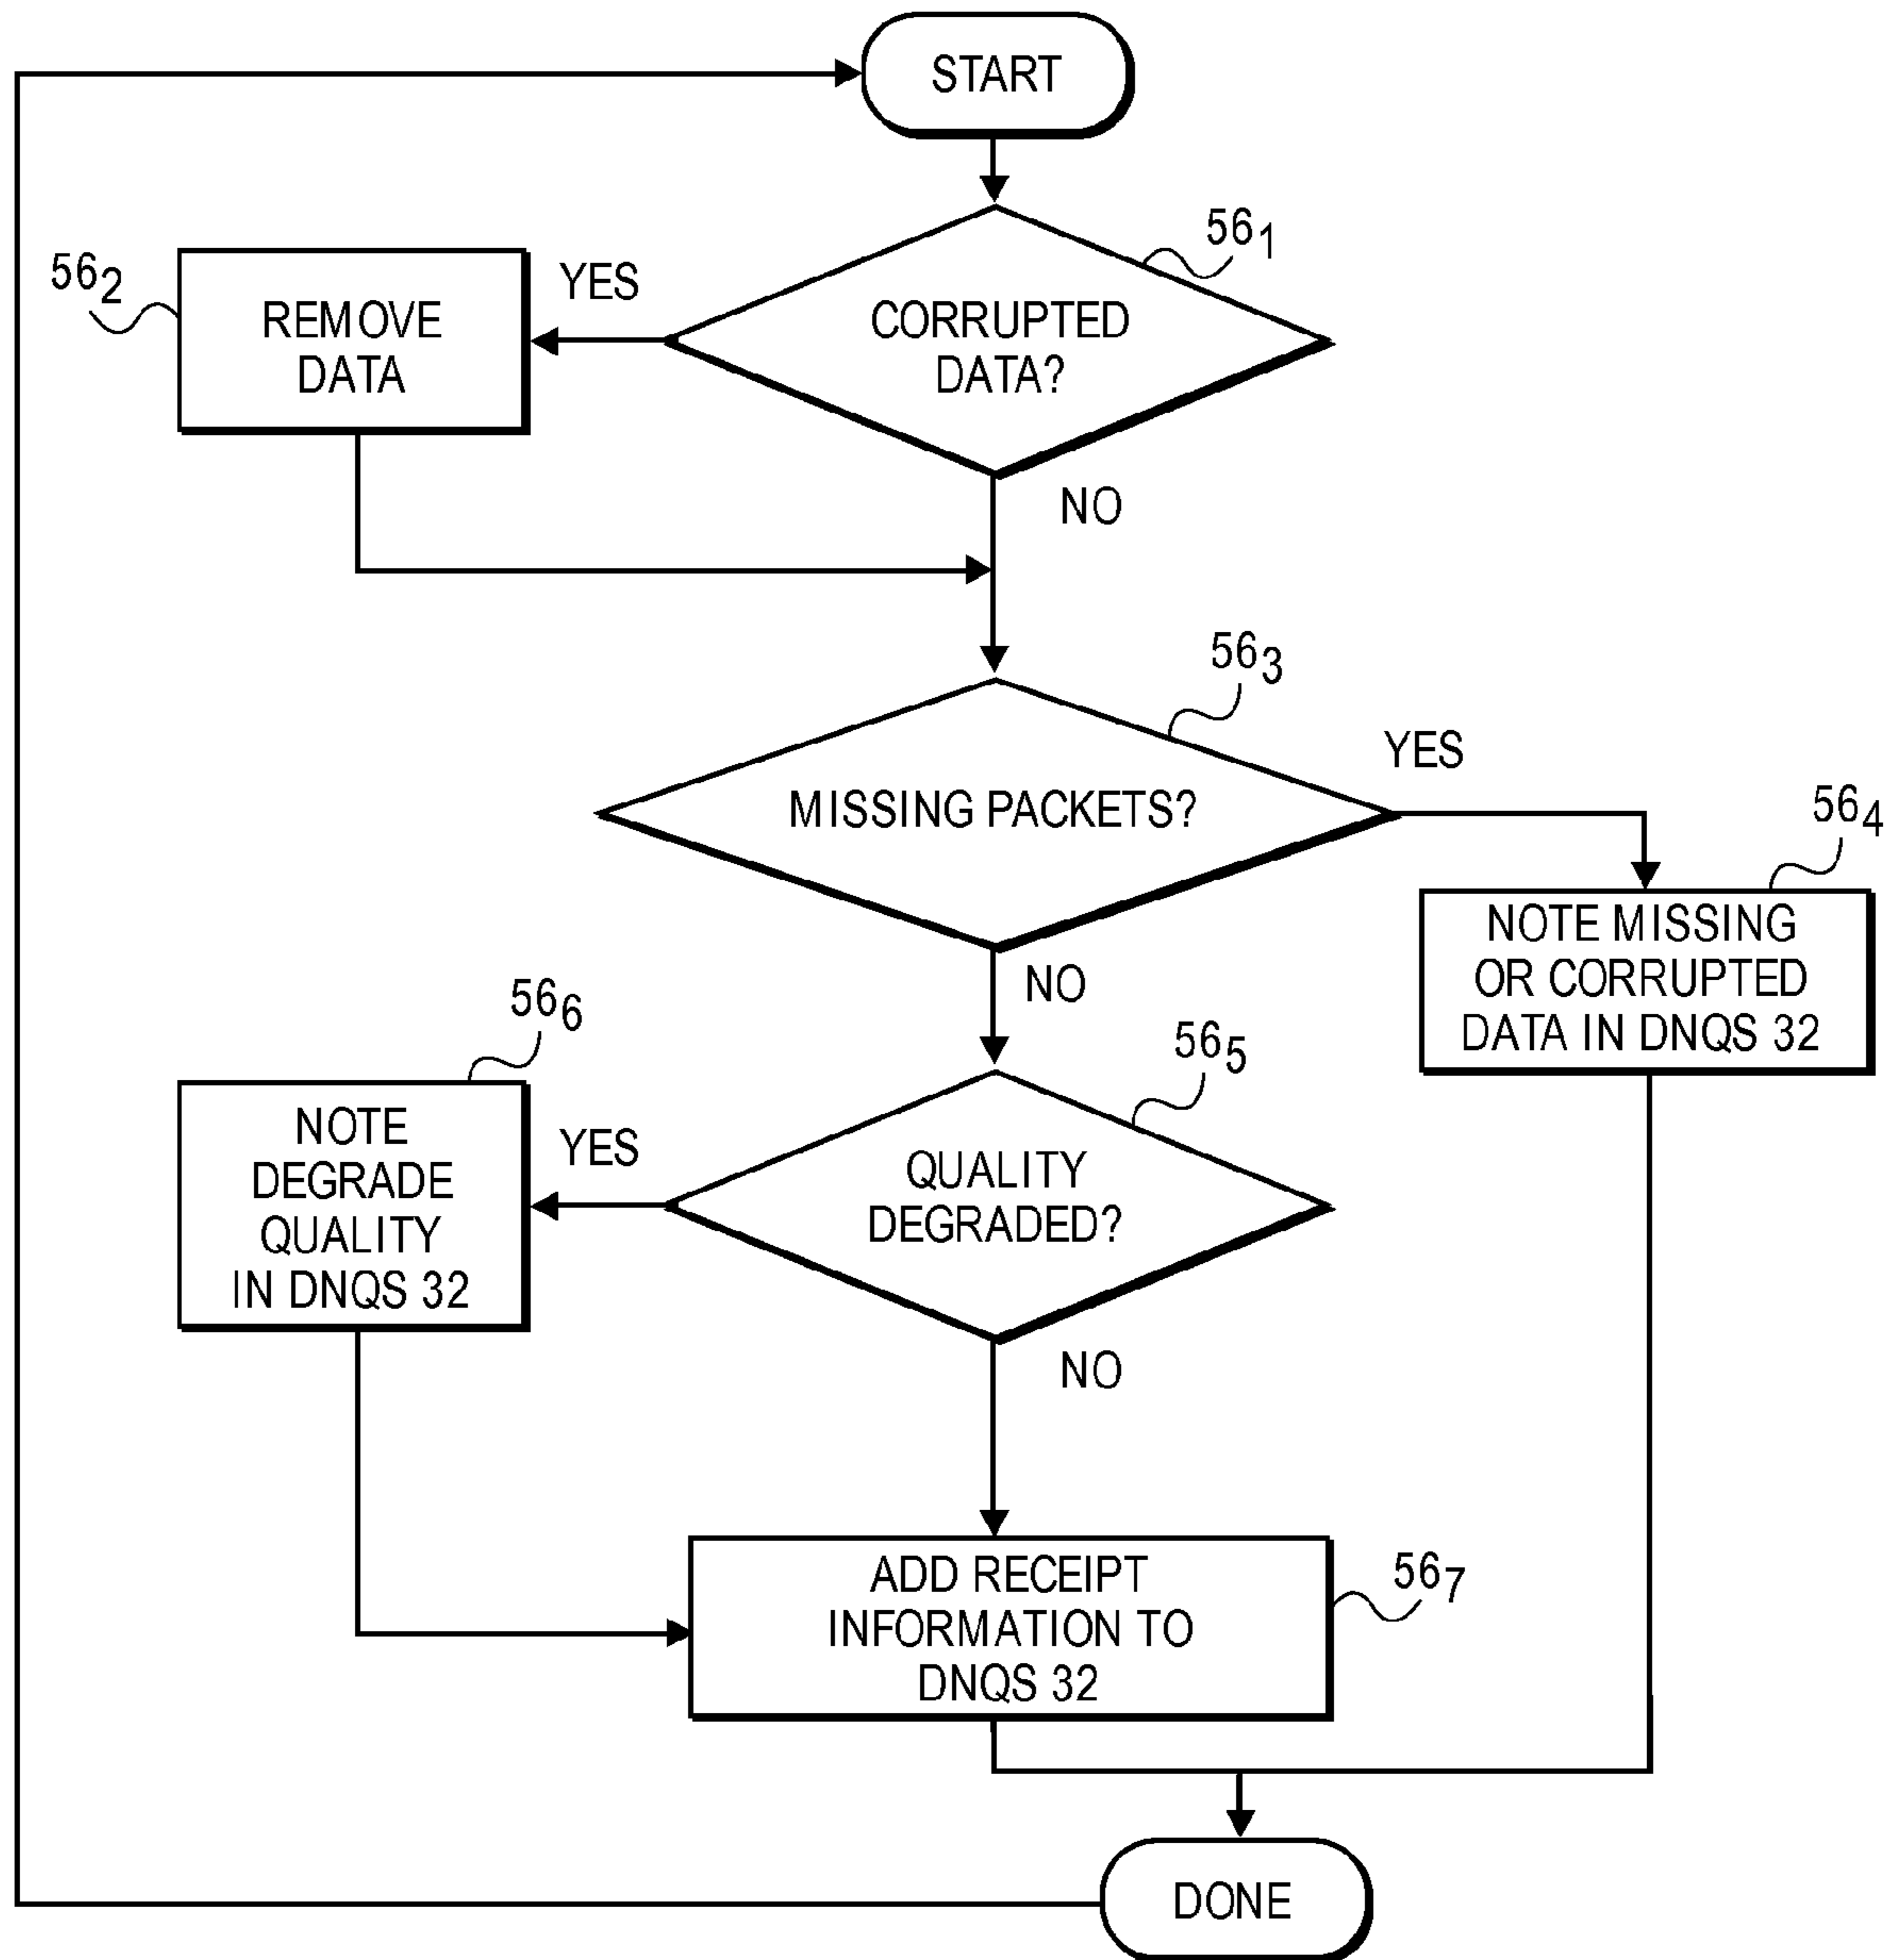 START
56₁
56₂
YES
REMOVE
DATA
CORRUPTED
DATA?
NO
56₃
YES
MISSING PACKETS?
56₄
NOTE MISSING
OR CORRUPTED
DATA IN DNQS 32
NO
56₆
56₅
NOTE
DEGRADE
QUALITY
IN DNQS 32
YES
QUALITY
DEGRADED?
NO
ADD RECEIPT
INFORMATION TO
DNQS 32
56₇
DONE